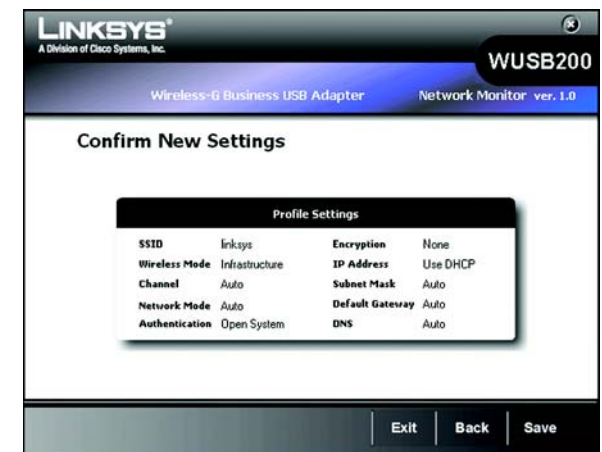 LINKSYS®
A Division of Cisco Systems, Inc.
WUSB200
Wireless-G Business USB Adapter
Network Monitor ver. 1.0
Confirm New Settings
Profile Settings
SSID linksys Encryption None
Wireless Mode Infrastructure IP Address Use DHCP
Channel Auto Subnet Mask Auto
Network Mode Auto Default Gateway Auto
Authentication Open System DNS Auto
Exit Back Save